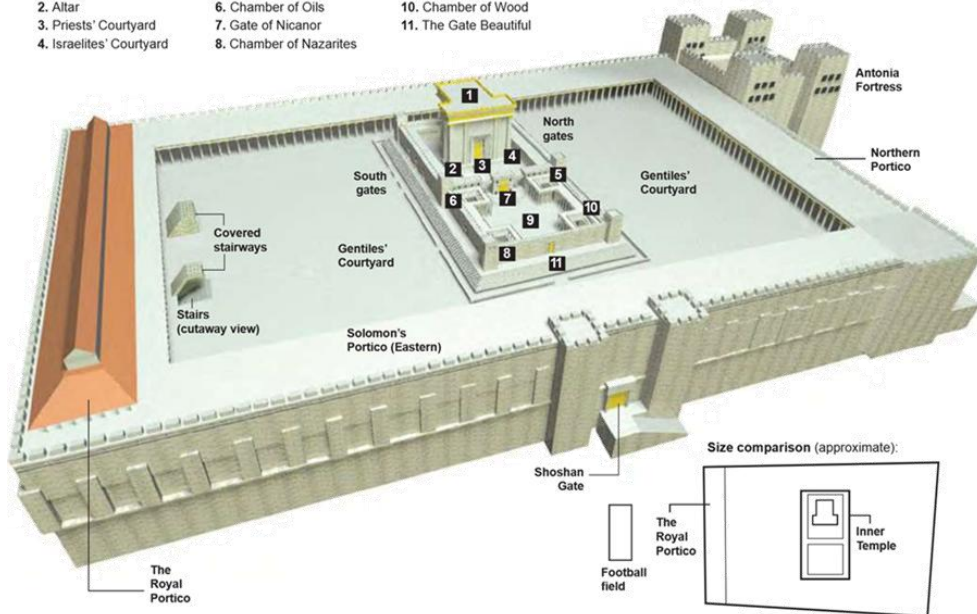 2. Altar
3. Priests' Courtyard
4. Israelites' Courtyard
6. Chamber of Oils
7. Gate of Nicanor
8. Chamber of Nazarites
10. Chamber of Wood
11. The Gate Beautiful
Antonia
Fortress
1
North
gates
Northern
Portico
2
3
4
5
South
gates
Gentiles'
Courtyard
6
7
10
9
Covered
stairways
Gentiles'
Courtyard
8
11
Stairs
(cutaway view)
Solomon's
Portico (Eastern)
Shoshan
Gate
The
Royal
Portico
Size comparison (approximate):
Football
field
The
Royal
Portico
Inner
Temple